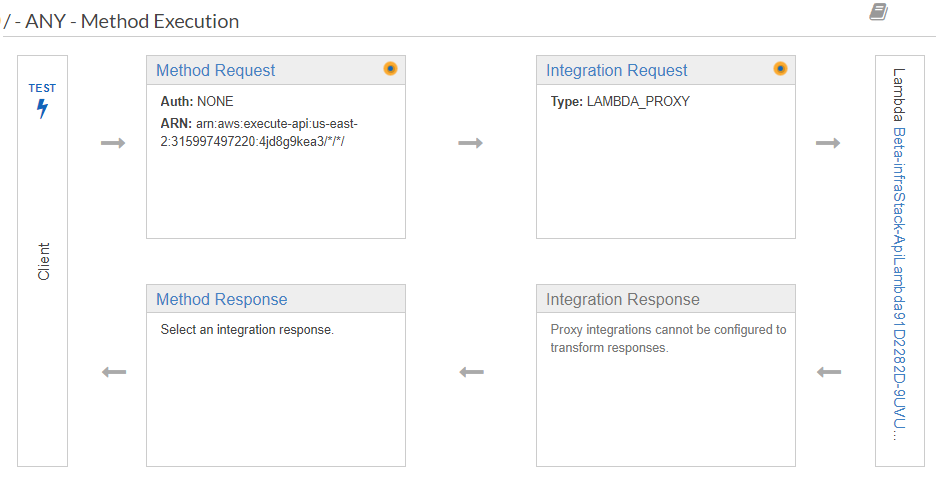 / - ANY - Method Execution
TEST
Client
Method Request
Auth: NONE
ARN: arn:aws:execute-api:us-east-
2:315997497220:4jd8g9kea3/*/*/
Integration Request
Type: LAMBDA_PROXY
Lambda Beta-infraStack-ApiLambda91D2282D-9UVU...
Method Response
Select an integration response.
Integration Response
Proxy integrations cannot be configured to
transform responses.